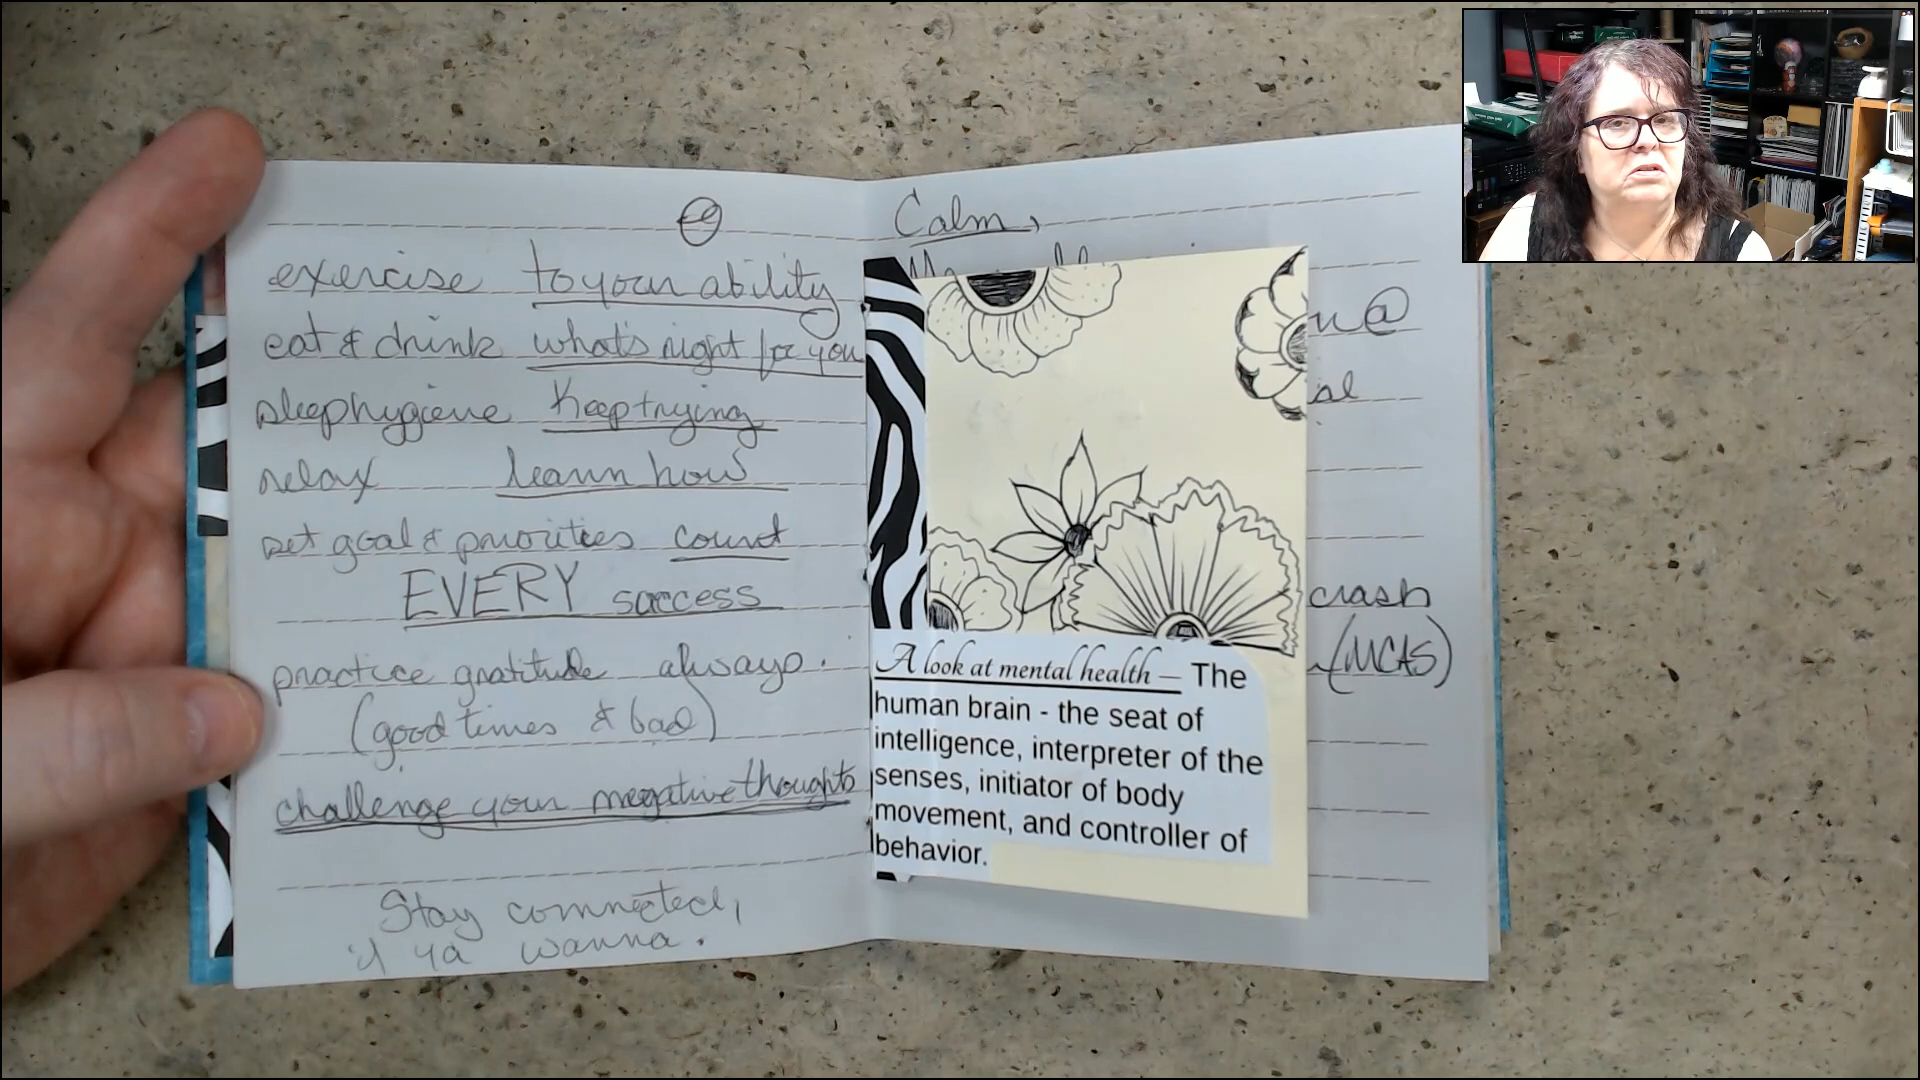 exercise to your ability
eat & drink what's right for you
sleep hygiene Keep trying
relax learn how
set goal & priorities count
EVERY success
practice gratitude always.
(good times & bad)
challenge your negative thoughts
Stay connected,
if ya wanna.
Calm,
@
al
crash
(MCAS)
A look at mental health — The
human brain - the seat of
intelligence, interpreter of the
senses, initiator of body
movement, and controller of
behavior.